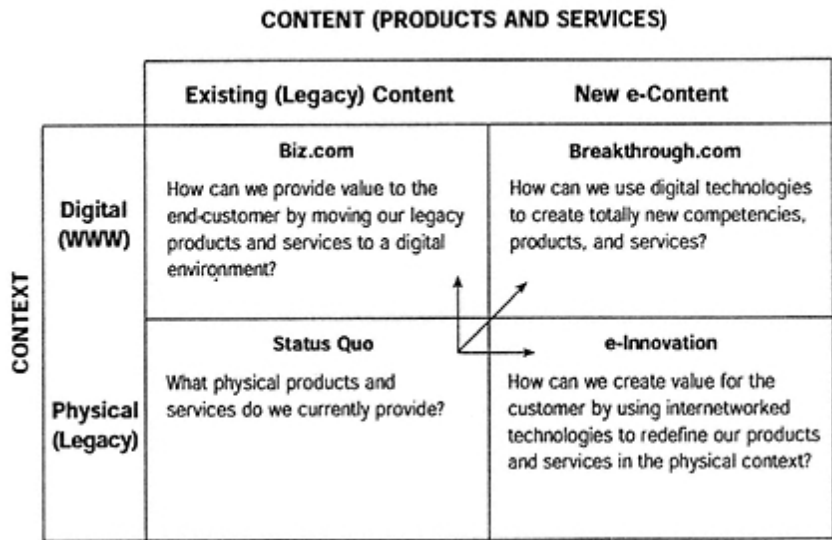 CONTENT (PRODUCTS AND SERVICES)
Existing (Legacy) Content
New e-Content
CONTEXT
Digital
(WWW)
Biz.com
How can we provide value to the
end-customer by moving our legacy
products and services to a digital
environment?
Breakthrough.com
How can we use digital technologies
to create totally new competencies,
products, and services?
Physical
(Legacy)
Status Quo
What physical products and
services do we currently provide?
e-Innovation
How can we create value for the
customer by using internetworked
technologies to redefine our products
and services in the physical context?